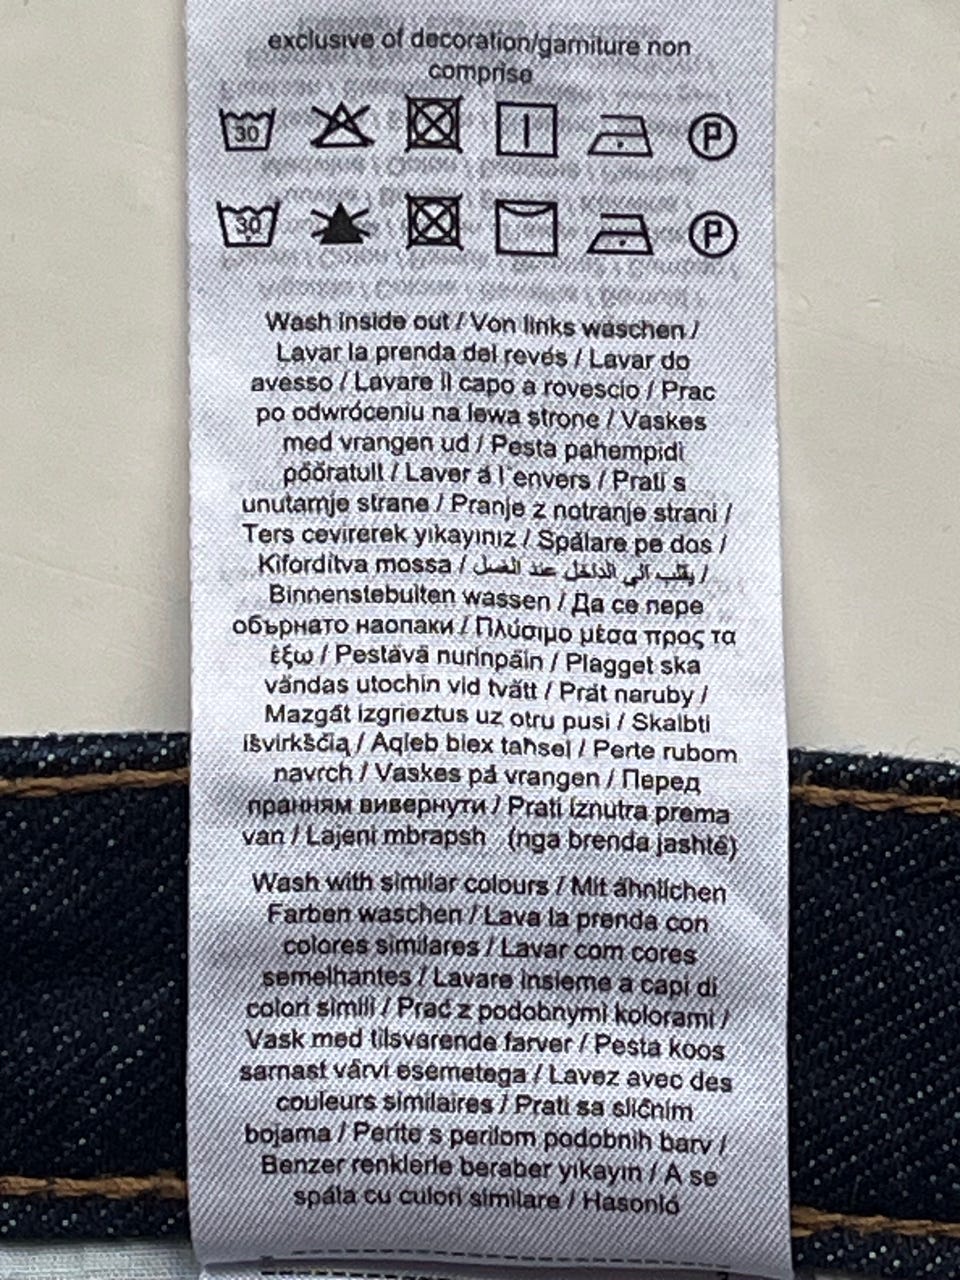 exclusive of decoration/garniture non
comprise
30 P
30 P
Wash inside out / Von links waschen /
Lavar la prenda del revés / Lavar do
avesso / Lavare il capo a rovescio / Prac
po odwróceniu na lewa strone / Vaskes
med vrangen ud / Pesta pahempidi
pööratult / Laver á l'envers / Prati s
unutarnje strane / Pranje z notranje strani /
Ters cevirerek yıkayınız / Spălare pe dos /
Kifordítva mossa / يقلب الى الداخل عند الغسل /
Binnenstebuiten wassen / Да се пере
обърнато наопаки / Πλύσιμο μέσα προς τα
έξω / Pestävä nurinpäin / Plagget ska
vändas utochin vid tvätt / Prát naruby /
Mazgāt izgrieztus uz otru pusi / Skalbti
išvirkščią / Aqleb biex taħsel / Perte rubom
navrch / Vaskes på vrangen / Перед
пранням вивернути / Prati iznutra prema
van / Lajeni mbrapsh (nga brenda jashtë)
Wash with similar colours / Mit ähnlichen
Farben waschen / Lava la prenda con
colores similares / Lavar com cores
semelhantes / Lavare insieme a capi di
colori simili / Prać z podobnymi kolorami /
Vask med tilsvarende farver / Pesta koos
sarnast värvi esemetega / Lavez avec des
couleurs similaires / Prati sa sličnim
bojama / Perite s perilom podobnih barv /
Benzer renklerle beraber yıkayın / A se
spăla cu culori similare / Hasonló